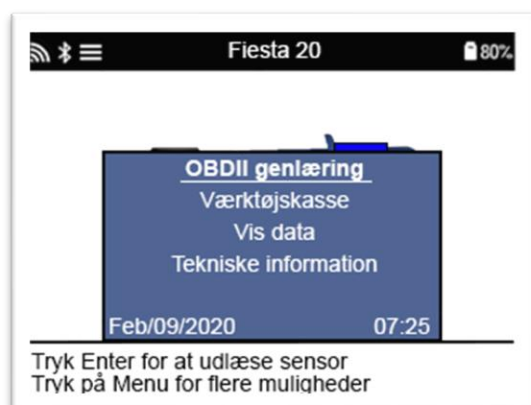 Fiesta 20 80%
OBDII genlæring
Værktøjskasse
Vis data
Tekniske information
Feb/09/2020 07:25
Tryk Enter for at udlæse sensor
Tryk på Menu for flere muligheder